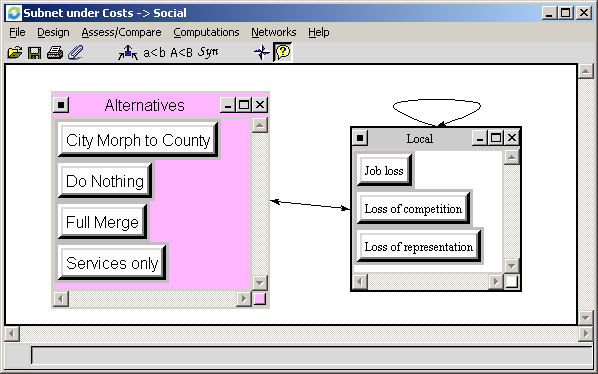 Subnet under Costs -> Social
File Design Assess/Compare Computations Networks Help
a<b A<B Syn
Alternatives
City Morph to County
Do Nothing
Full Merge
Services only
Local
Job loss
Loss of competition
Loss of representation